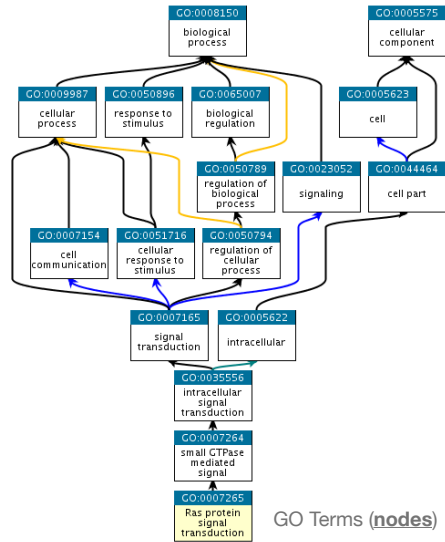 GO:0008150
biological
process
GO:0005575
cellular
component
GO:0009987
cellular
process
GO:0050896
response to
stimulus
GO:0065007
biological
regulation
GO:0005623
cell
GO:0050789
regulation of
biological
process
GO:0023052
signaling
GO:0044464
cell part
GO:0007154
cell
communication
GO:0051716
cellular
response to
stimulus
GO:0050794
regulation of
cellular
process
GO:0007165
signal
transduction
GO:0005622
intracellular
GO:0035556
intracellular
signal
transduction
GO:0007264
small GTPase
mediated
signal
GO:0007265
Ras protein
signal
transduction
GO Terms (nodes)